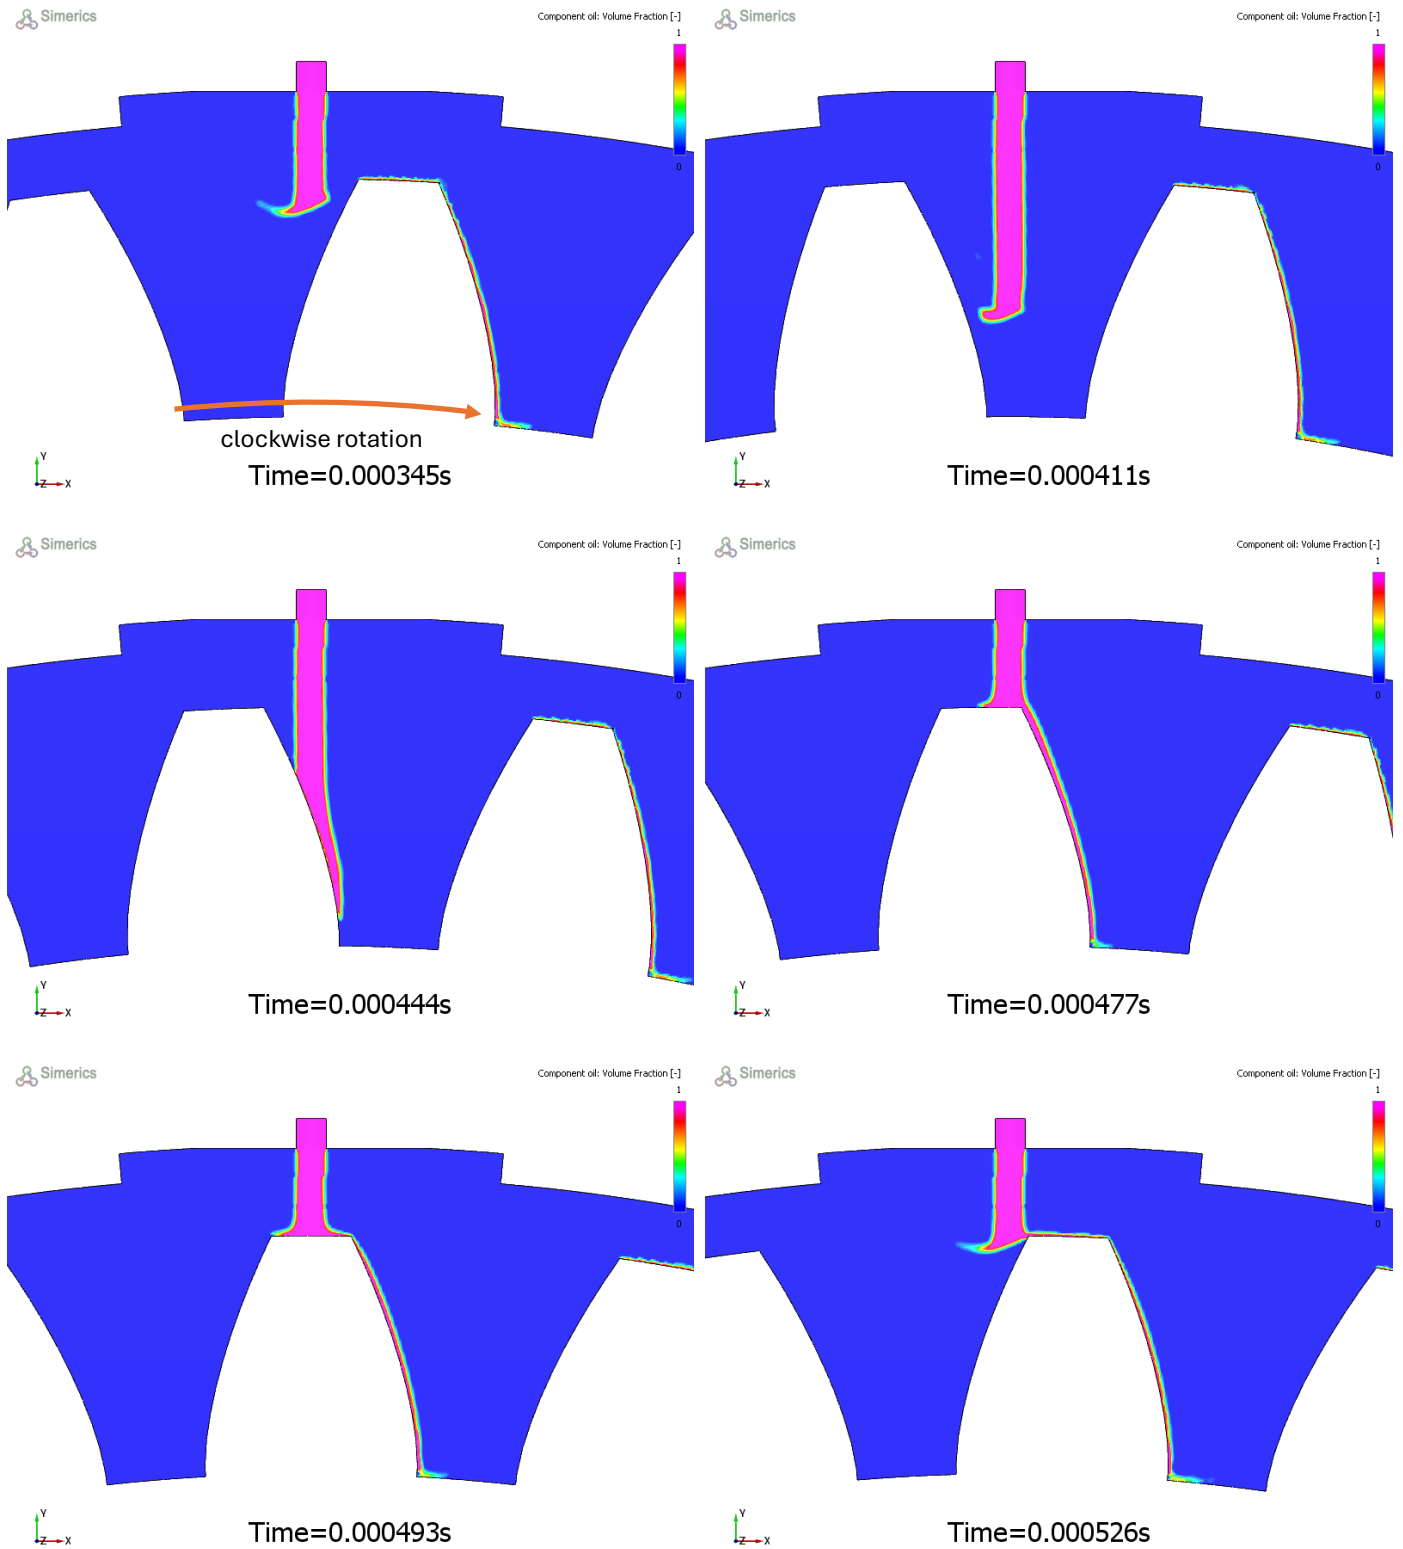 Simerics
Component oil: Volume Fraction [-]
1
0
clockwise rotation
Y
Z X
Time=0.000345s
Simerics
Component oil: Volume Fraction [-]
1
0
Y
Z X
Time=0.000411s
Simerics
Component oil: Volume Fraction [-]
1
0
Y
Z X
Time=0.000444s
Simerics
Component oil: Volume Fraction [-]
1
0
Y
Z X
Time=0.000477s
Simerics
Component oil: Volume Fraction [-]
1
0
Y
Z X
Time=0.000493s
Simerics
Component oil: Volume Fraction [-]
1
0
Y
Z X
Time=0.000526s